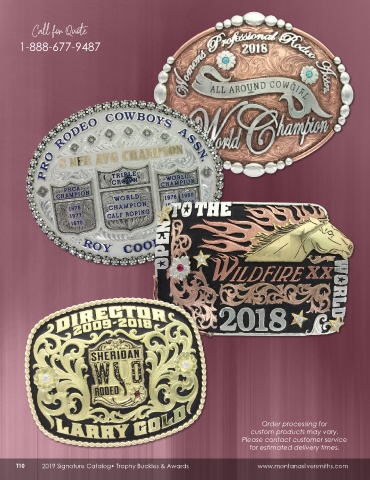 Call for Quote
1-888-677-9487
Women's Professional Rodeo Assn.
2018
ALL AROUND COWGIRL
World Champion
PRO RODEO COWBOYS ASSN.
NFR AVG CHAMPION
TRIPLE
CROWN
PRCA
CHAMPION
WORLD
CHAMPION
WORLD
CHAMPION
CALF ROPING
1976
1977
ROY COOPER
OPEN
TO THE
WORLD
WILDFIRE XX
2018
DIRECTOR
2009-2018
SHERIDAN
RODEO
LARRY GOLD
Order processing for
custom products may vary.
Please contact customer service
for estimated delivery times.
110 2019 Signature Catalog• Trophy Buckles & Awards www.montanasilversmiths.com